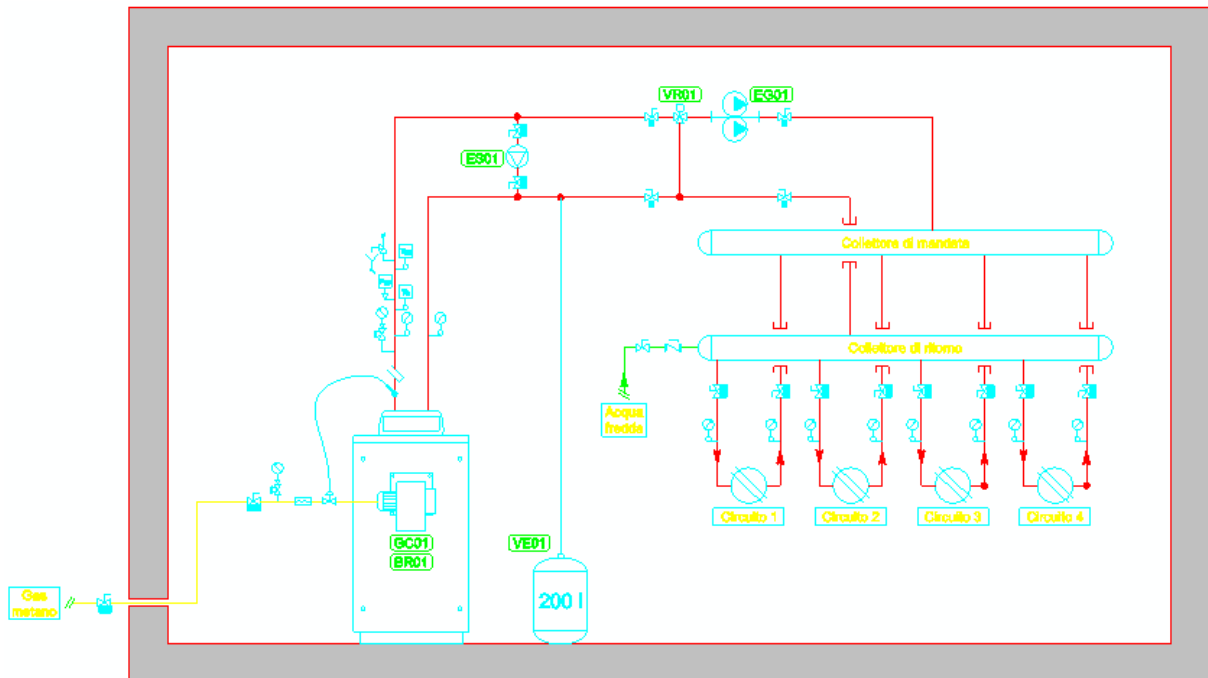 VR01
EG01
ES01
Collettore di mandata
Collettore di ritorno
Acqua
fredda
Circuito 1
Circuito 2
Circuito 3
Circuito 4
GC01
BR01
VE01
200 l
Gas
metano